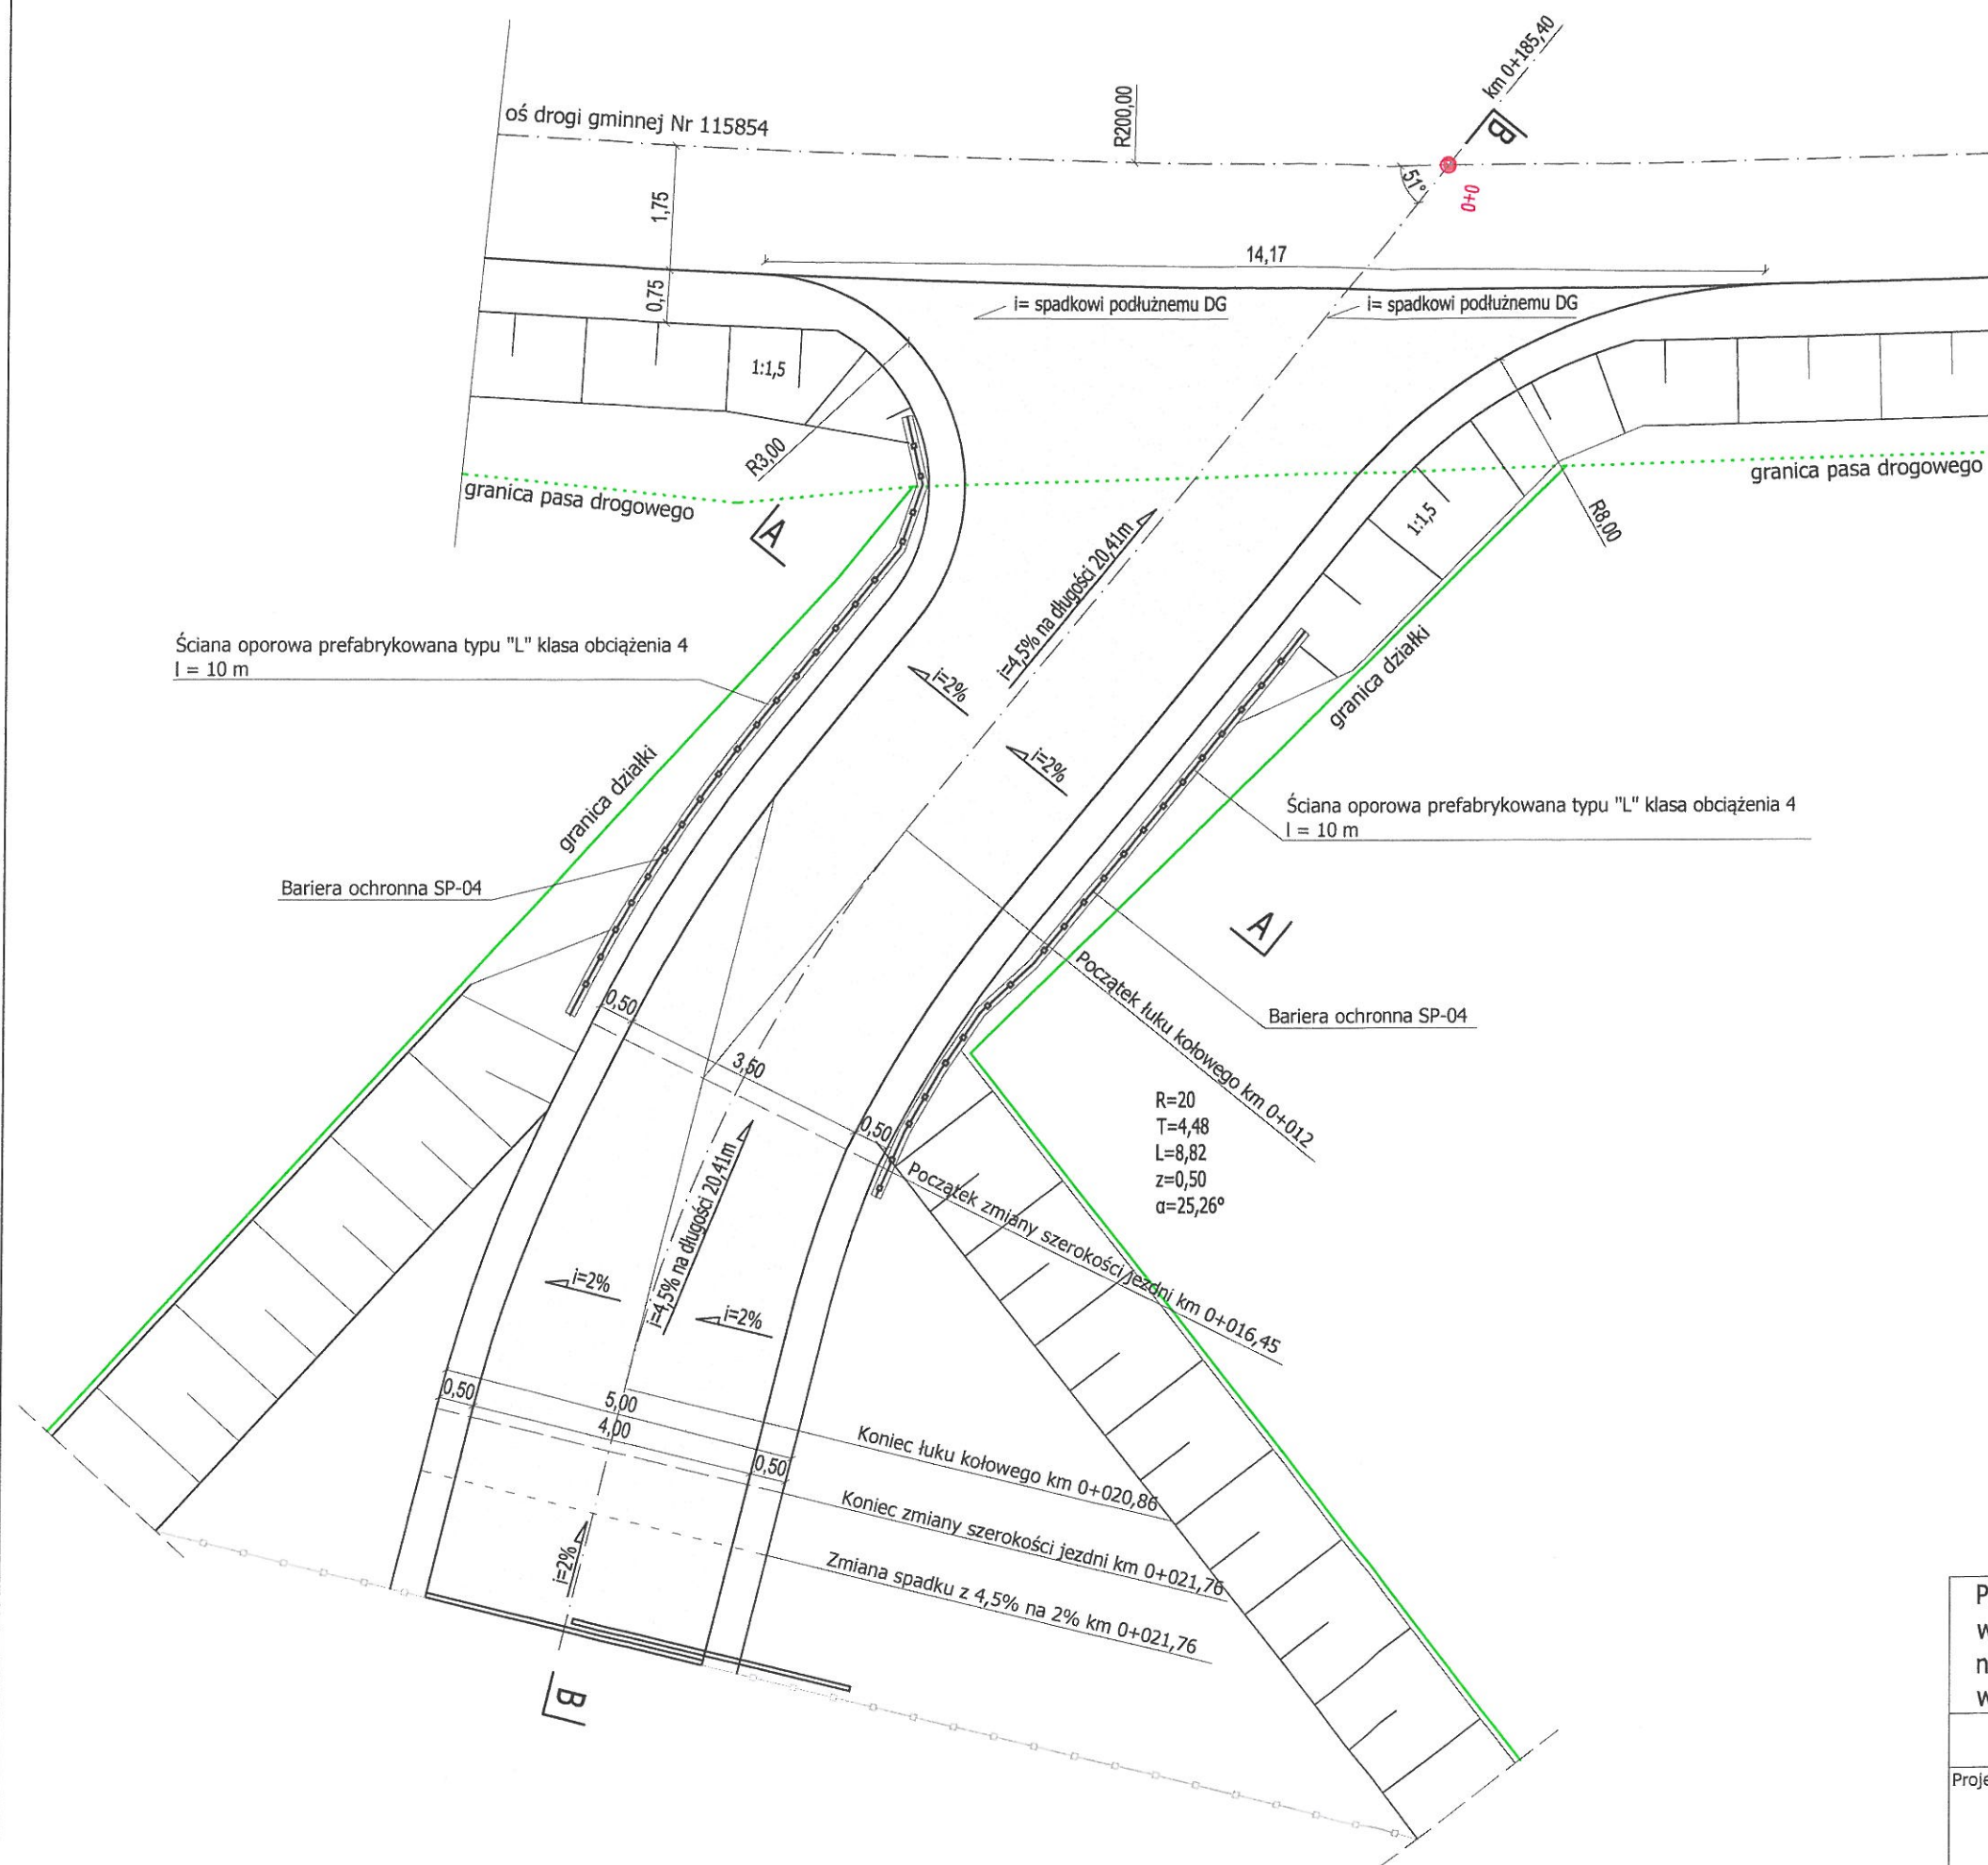 km 0+185,40
B
oś drogi gminnej Nr 115854
R200,00
51°
0+0
1,75
14,17
0,75
i= spadkowi podłużnemu DG
i= spadkowi podłużnemu DG
1:1,5
R3,00
granica pasa drogowego
granica pasa drogowego
A
R8,00
1:1,5
i=4,5% na długości 20,41m
Ściana oporowa prefabrykowana typu "L" klasa obciążenia 4
l = 10 m
i=2%
granica działki
i=2%
granica działki
Ściana oporowa prefabrykowana typu "L" klasa obciążenia 4
l = 10 m
Bariera ochronna SP-04
A
Początek łuku kołowego km 0+012
Bariera ochronna SP-04
0,50
3,50
0,50
R=20
T=4,48
L=8,82
z=0,50
α=25,26°
Początek zmiany szerokości jezdni km 0+016,45
i=4,5% na długości 20,41m
i=2%
i=2%
0,50
5,00
4,00
0,50
Koniec łuku kołowego km 0+020,86
Koniec zmiany szerokości jezdni km 0+021,76
Zmiana spadku z 4,5% na 2% km 0+021,76
i=2%
B
P
w
n
w
Proje